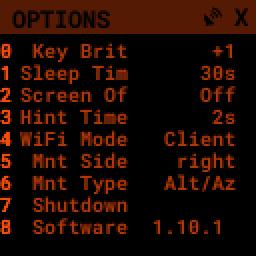 OPTIONS X
0 Key Brit +1
1 Sleep Tim 30s
2 Screen Of Off
3 Hint Time 2s
4 WiFi Mode Client
5 Mnt Side right
6 Mnt Type Alt/Az
7 Shutdown
8 Software 1.10.1